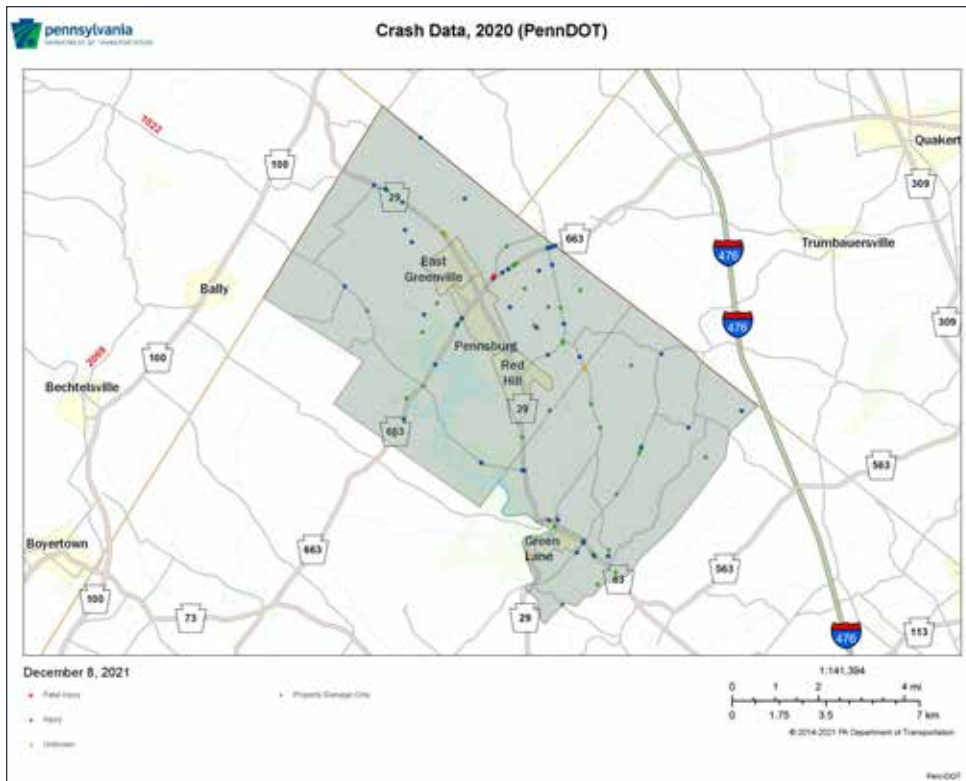 pennsylvania
DEPARTMENT OF TRANSPORTATION
Crash Data, 2020 (PennDOT)
1022
100
Quakert
309
29
663
East
Greenville
476
Trumbauersville
Bally
476
309
100
2069
Pennsburg
Bechtelsville
Red
Hill
29
663
563
Boyertown
663
Green
Lane
563
63
100
73
29
476
113
December 8, 2021
Fatal Injury
Injury
Unknown
Property Damage Only
1:141,394
0 1 2 4 mi
0 1.75 3.5 7 km
© 2014-2021 PA Department of Transportation
PennDOT